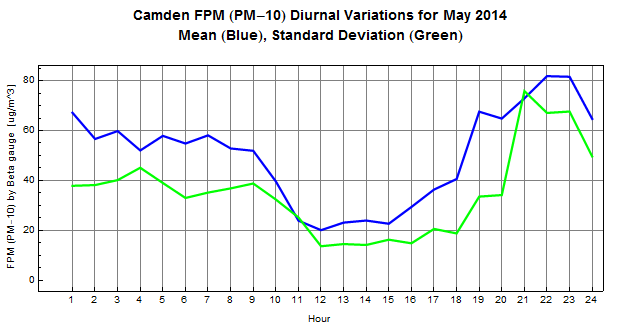 Camden FPM (PM−10) Diurnal Variations for May 2014
Mean (Blue), Standard Deviation (Green)
FPM (PM−10) by Beta gauge [ug/m^3]
80
60
40
20
0
1 2 3 4 5 6 7 8 9 10 11 12 13 14 15 16 17 18 19 20 21 22 23 24
Hour